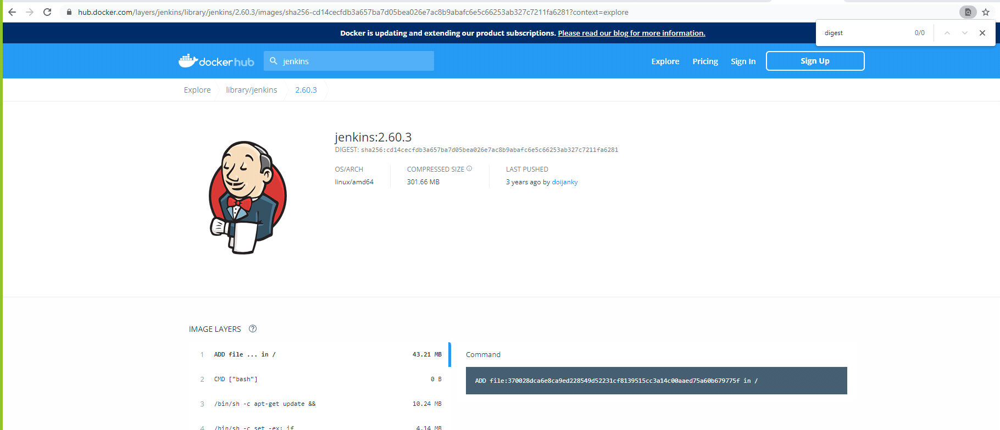 hub.docker.com/layers/jenkins/library/jenkins/2.60.3/images/sha256-cd14cecfdb3a657ba7d05bea026e7ac8b9abafc6e5c66253ab327c7211fa6281?context=explore
digest 0/0
Docker is updating and extending our product subscriptions. Please read our blog for more information.
dockerhub jenkins Explore Pricing Sign In Sign Up
Explore library/jenkins 2.60.3
jenkins:2.60.3
DIGEST: sha256:cd14cecfdb3a657ba7d05bea026e7ac8b9abafc6e5c66253ab327c7211fa6281
OS/ARCH COMPRESSED SIZE LAST PUSHED
linux/amd64 301.66 MB 3 years ago by doijanky
IMAGE LAYERS
1 ADD file ... in / 43.21 MB
Command
ADD file:370028dca6e8ca9ed228549d52231cf8139515cc3a14c00aaed75a60b679775f in /
2 CMD ["bash"] 0 B
3 /bin/sh -c apt-get update && 10.24 MB
4 /bin/sh -c set -ex; if 4.14 MB